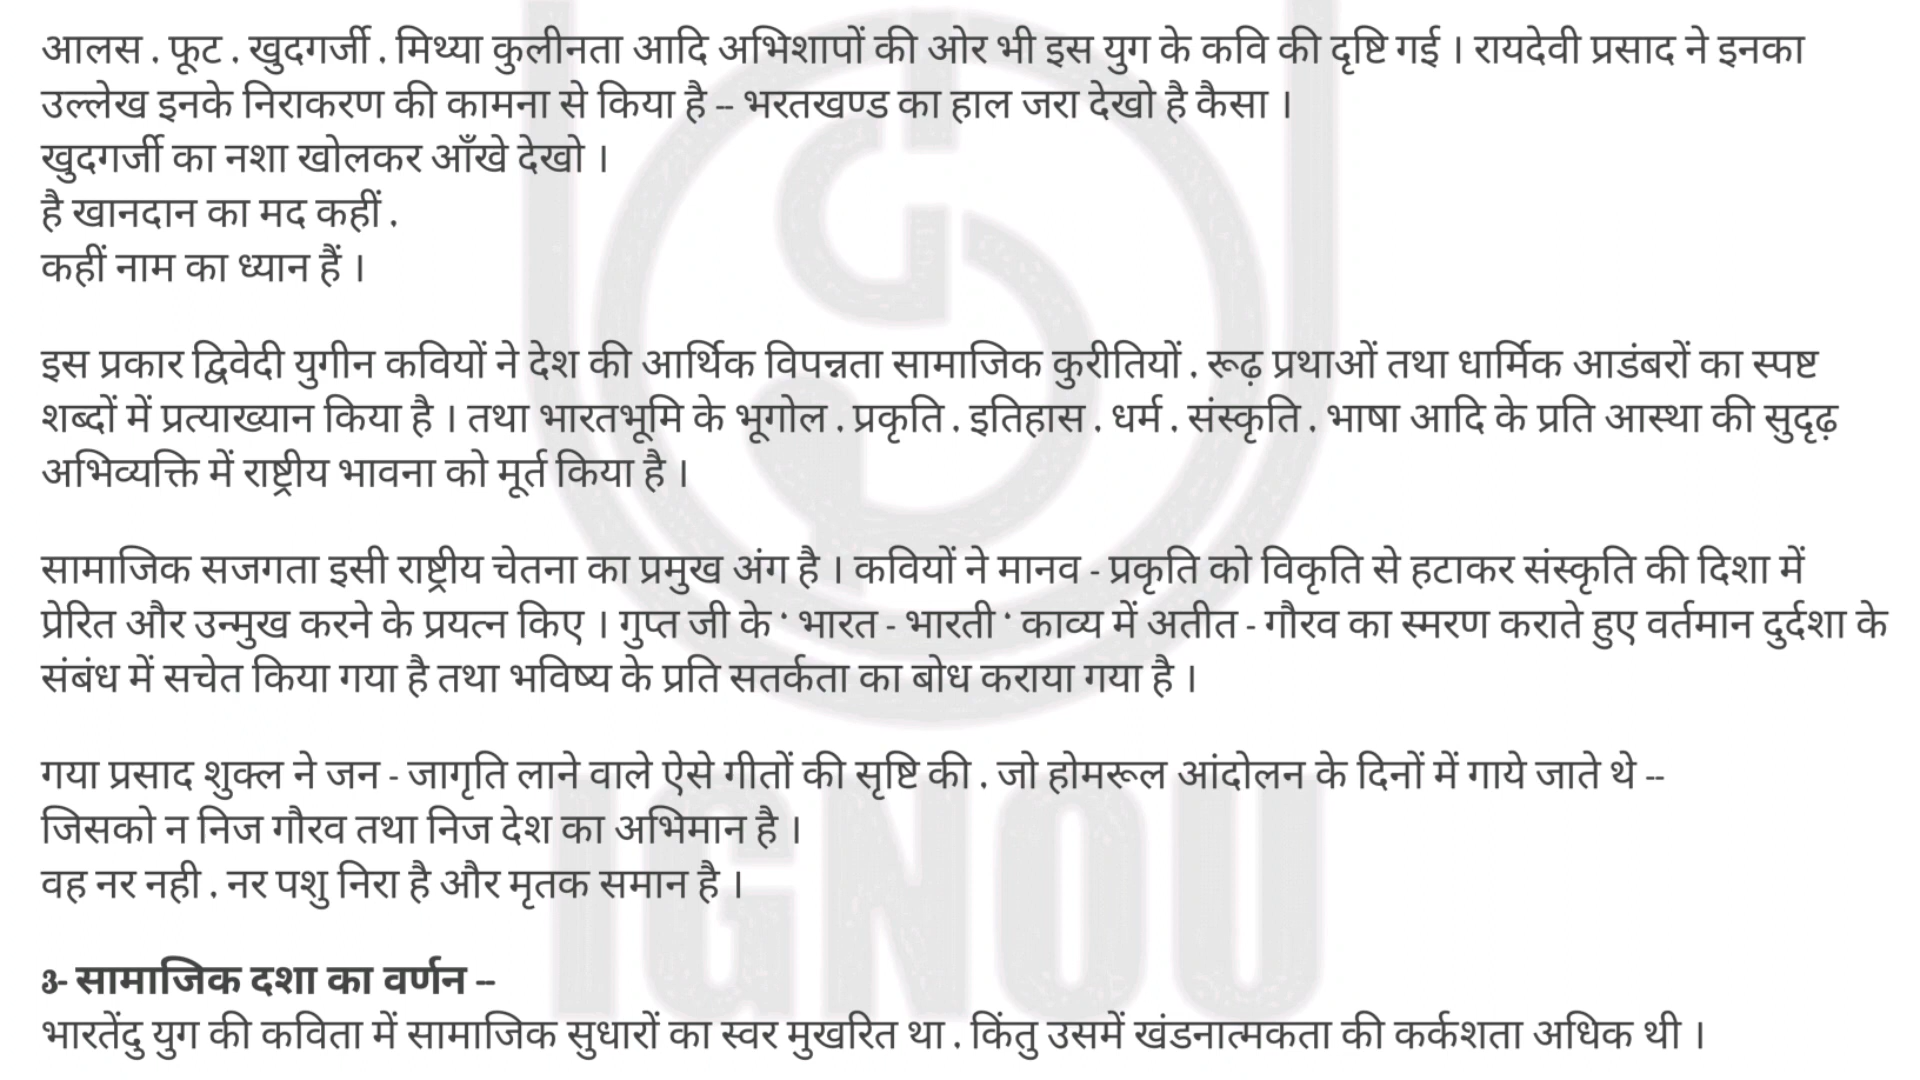 आलस . फूट . खुदगर्जी . मिथ्या कुलीनता आदि अभिशापों की ओर भी इस युग के कवि की दृष्टि गई । रायदेवी प्रसाद ने इनका
उल्लेख इनके निराकरण की कामना से किया है -- भरतखण्ड का हाल जरा देखो है कैसा ।
खुदगर्जी का नशा खोलकर आँखे देखो ।
है खानदान का मद कहीं .
कहीं नाम का ध्यान हैं ।
इस प्रकार द्विवेदी युगीन कवियों ने देश की आर्थिक विपन्नता सामाजिक कुरीतियों . रूढ़ प्रथाओं तथा धार्मिक आडंबरों का स्पष्ट
शब्दों में प्रत्याख्यान किया है । तथा भारतभूमि के भूगोल . प्रकृति . इतिहास . धर्म . संस्कृति . भाषा आदि के प्रति आस्था की सुदृढ़
अभिव्यक्ति में राष्ट्रीय भावना को मूर्त किया है ।
सामाजिक सजगता इसी राष्ट्रीय चेतना का प्रमुख अंग है । कवियों ने मानव - प्रकृति को विकृति से हटाकर संस्कृति की दिशा में
प्रेरित और उन्मुख करने के प्रयत्न किए । गुप्त जी के ' भारत - भारती ' काव्य में अतीत - गौरव का स्मरण कराते हुए वर्तमान दुर्दशा के
संबंध में सचेत किया गया है तथा भविष्य के प्रति सतर्कता का बोध कराया गया है ।
गया प्रसाद शुक्ल ने जन - जागृति लाने वाले ऐसे गीतों की सृष्टि की . जो होमरूल आंदोलन के दिनों में गाये जाते थे --
जिसको न निज गौरव तथा निज देश का अभिमान है ।
वह नर नही . नर पशु निरा है और मृतक समान है ।
3- सामाजिक दशा का वर्णन --
भारतेंदु युग की कविता में सामाजिक सुधारों का स्वर मुखरित था . किंतु उसमें खंडनात्मकता की कर्कशता अधिक थी ।
IGNOU